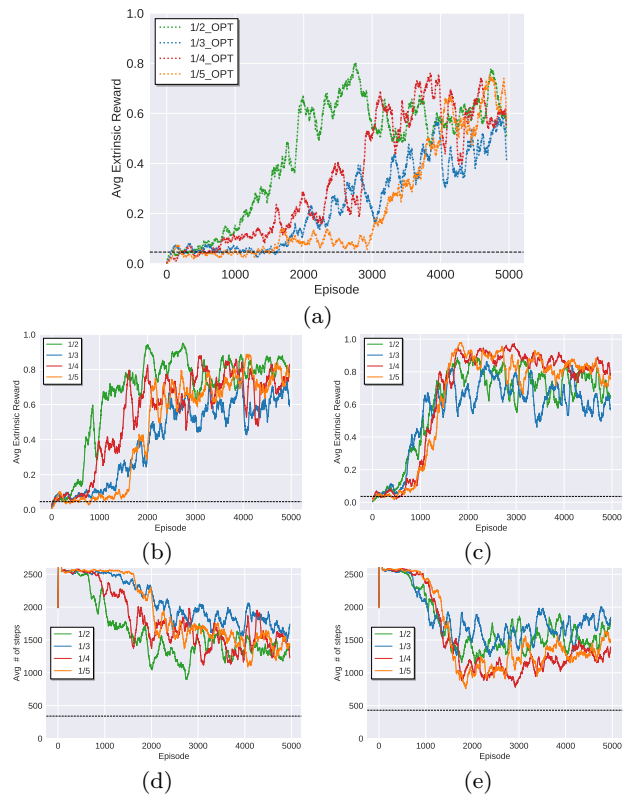 1.0
0.8
0.6
0.4
0.2
0.0
Avg Extrinsic Reward
1/2_OPT
1/3_OPT
1/4_OPT
1/5_OPT
0 1000 2000 3000 4000 5000
Episode
(a)
1.0
0.8
0.6
0.4
0.2
0.0
Avg Extrinsic Reward
1/2
1/3
1/4
1/5
0 1000 2000 3000 4000 5000
Episode
(b)
1.0
0.8
0.6
0.4
0.2
0.0
Avg Extrinsic Reward
1/2
1/3
1/4
1/5
0 1000 2000 3000 4000 5000
Episode
(c)
2500
2000
1500
1000
500
0
Avg # of steps
1/2
1/3
1/4
1/5
0 1000 2000 3000 4000 5000
Episode
(d)
2500
2000
1500
1000
500
0
Avg # of steps
1/2
1/3
1/4
1/5
0 1000 2000 3000 4000 5000
Episode
(e)